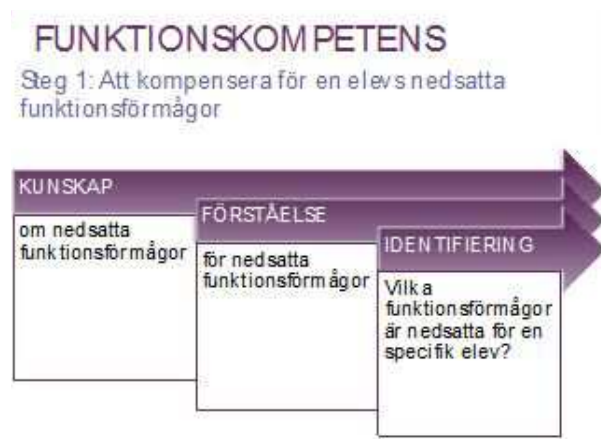 FUNKTIONSKOMPETENS
Steg 1: Att kompensera för en elevs nedsatta
funktionsförmågor
KUNSKAP
om nedsatta
funktionsförmågor
FÖRSTÅELSE
för nedsatta
funktionsförmågor
IDENTIFIERING
Vilka
funktionsförmågor
är nedsatta för en
specifik elev?